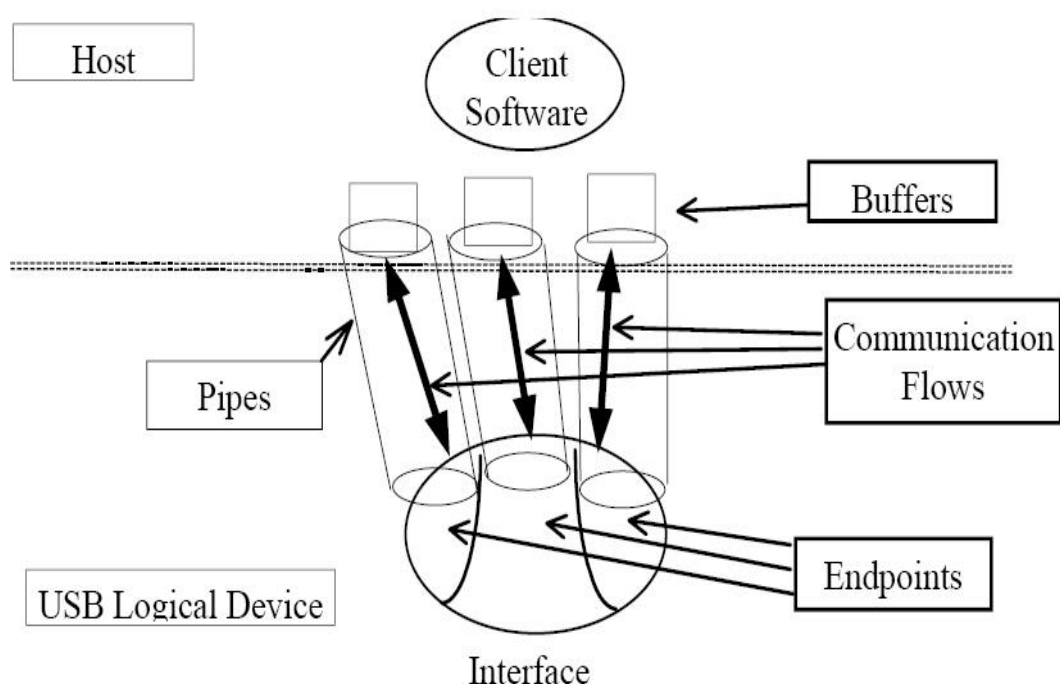 Host
Client
Software
Buffers
Communication
Flows
Pipes
Endpoints
USB Logical Device
Interface